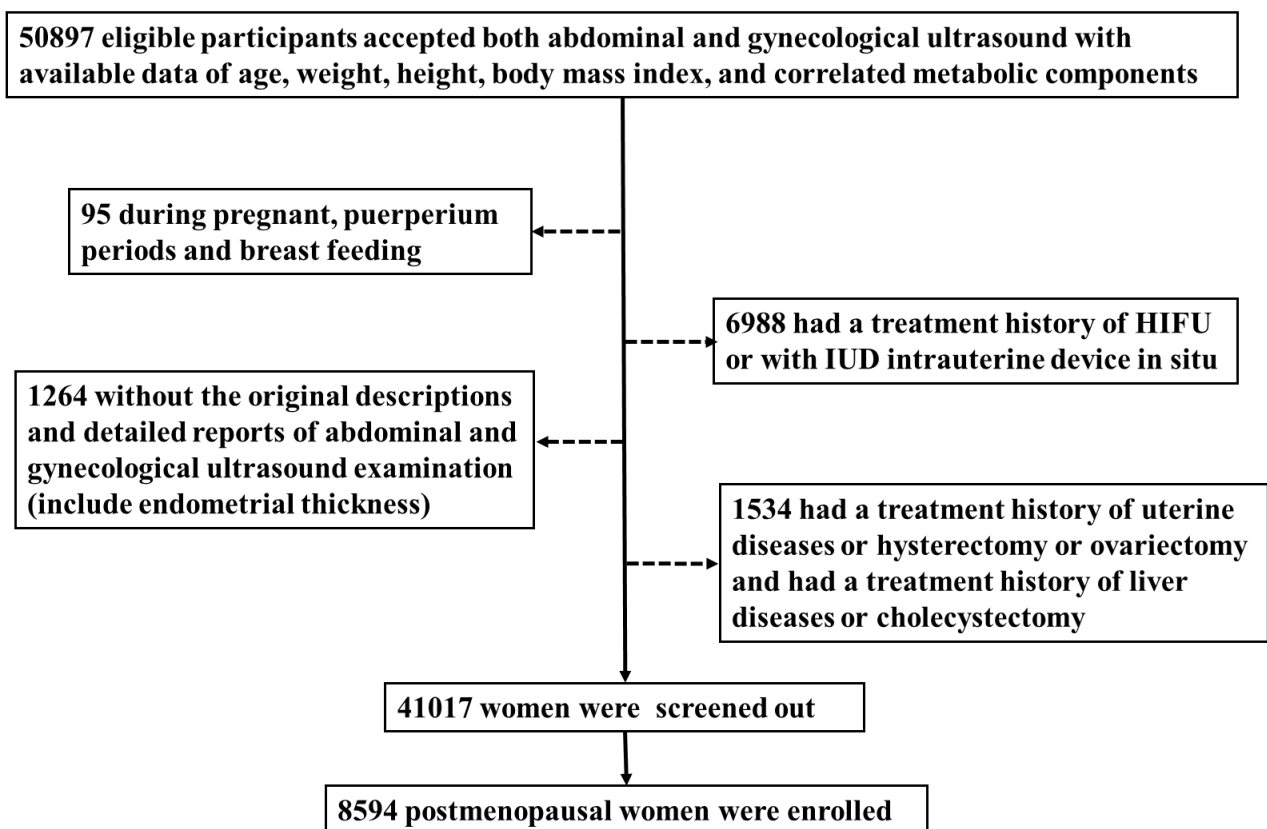 50897 eligible participants accepted both abdominal and gynecological ultrasound with
available data of age, weight, height, body mass index, and correlated metabolic components
95 during pregnant, puerperium
periods and breast feeding
6988 had a treatment history of HIFU
or with IUD intrauterine device in situ
1264 without the original descriptions
and detailed reports of abdominal and
gynecological ultrasound examination
(include endometrial thickness)
1534 had a treatment history of uterine
diseases or hysterectomy or ovariectomy
and had a treatment history of liver
diseases or cholecystectomy
41017 women were screened out
8594 postmenopausal women were enrolled